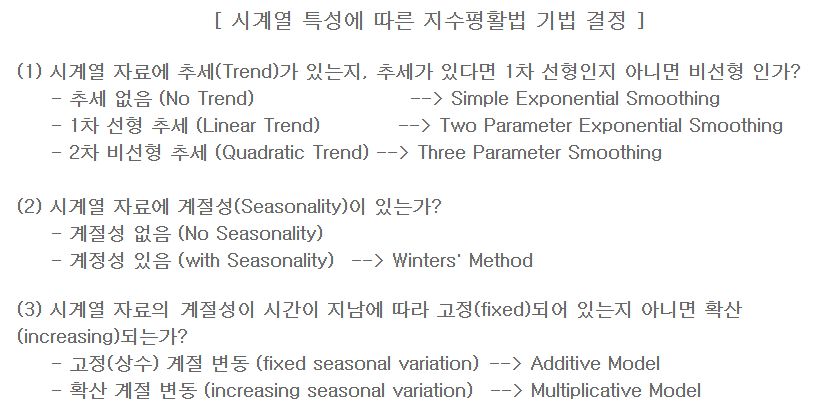 [ 시계열 특성에 따른 지수평활법 기법 결정 ]
(1) 시계열 자료에 추세(Trend)가 있는지, 추세가 있다면 1차 선형인지 아니면 비선형 인가?
- 추세 없음 (No Trend) --> Simple Exponential Smoothing
- 1차 선형 추세 (Linear Trend) --> Two Parameter Exponential Smoothing
- 2차 비선형 추세 (Quadratic Trend) --> Three Parameter Smoothing
(2) 시계열 자료에 계절성(Seasonality)이 있는가?
- 계절성 없음 (No Seasonality)
- 계정성 있음 (with Seasonality) --> Winters' Method
(3) 시계열 자료의 계절성이 시간이 지남에 따라 고정(fixed)되어 있는지 아니면 확산
(increasing)되는가?
- 고정(상수) 계절 변동 (fixed seasonal variation) --> Additive Model
- 확산 계절 변동 (increasing seasonal variation) --> Multiplicative Model